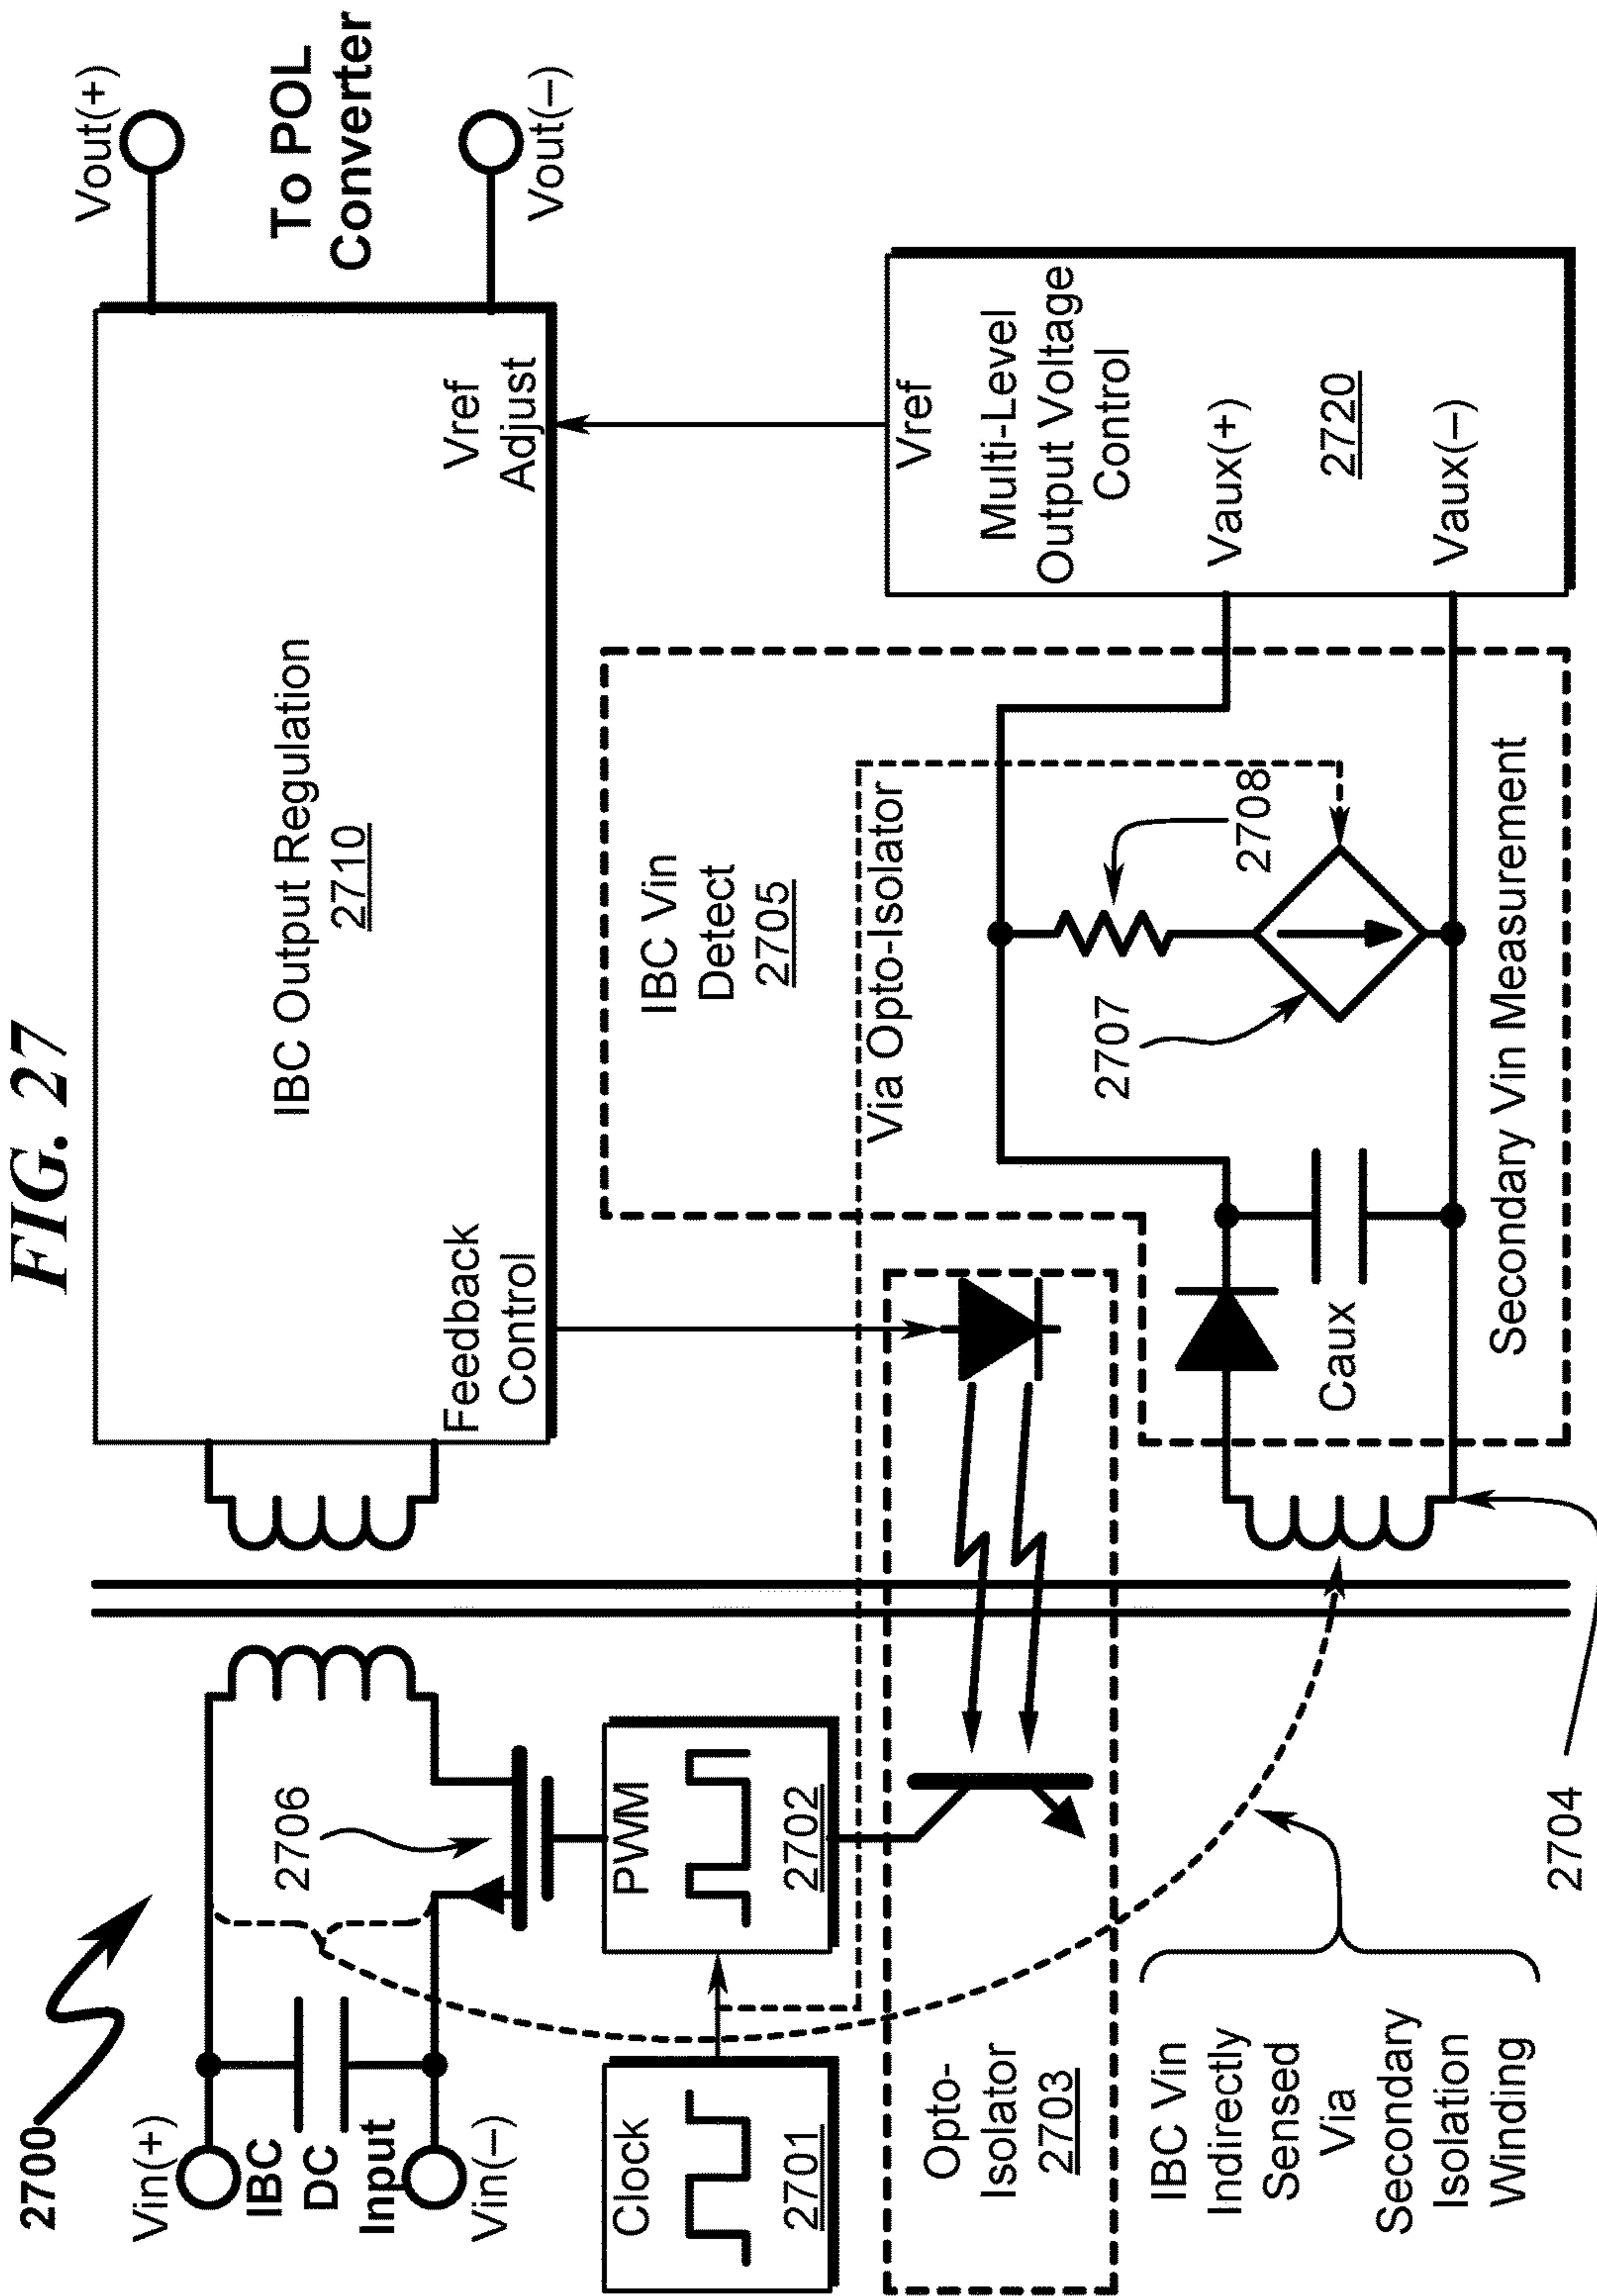 FIG. 27
2700
Vin(+)
IBC
DC
Input
Vin(–)
2706
IBC Output Regulation
2710
Feedback
Control
Vref
Adjust
Vout(+)
To POL
Converter
Vout(–)
Clock
2701
PWM
2702
Opto-
Isolator
2703
IBC Vin
Detect
2705
Via Opto-Isolator
2707
2708
Caux
Secondary Vin Measurement
Vref
Multi-Level
Output Voltage
Control
Vaux(+)
2720
Vaux(–)
IBC Vin
Indirectly
Sensed
Via
Secondary
Isolation
Winding
2704